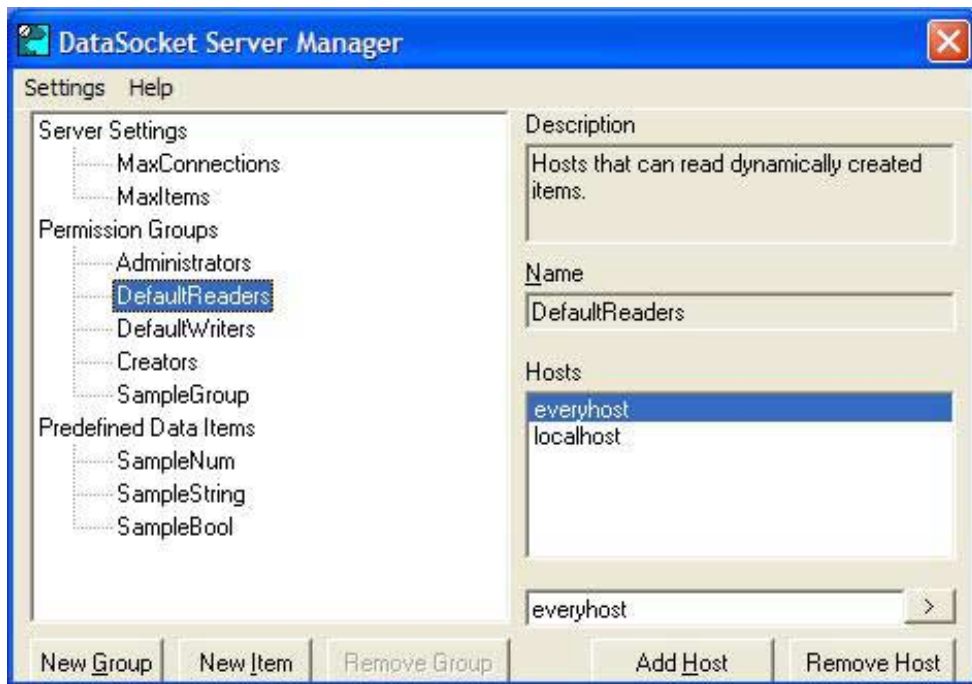 DataSocket Server Manager
Settings Help
Server Settings
MaxConnections
MaxItems
Permission Groups
Administrators
DefaultReaders
DefaultWriters
Creators
SampleGroup
Predefined Data Items
SampleNum
SampleString
SampleBool
Description
Hosts that can read dynamically created
items.
Name
DefaultReaders
Hosts
everyhost
localhost
everyhost >
New Group New Item Remove Group Add Host Remove Host